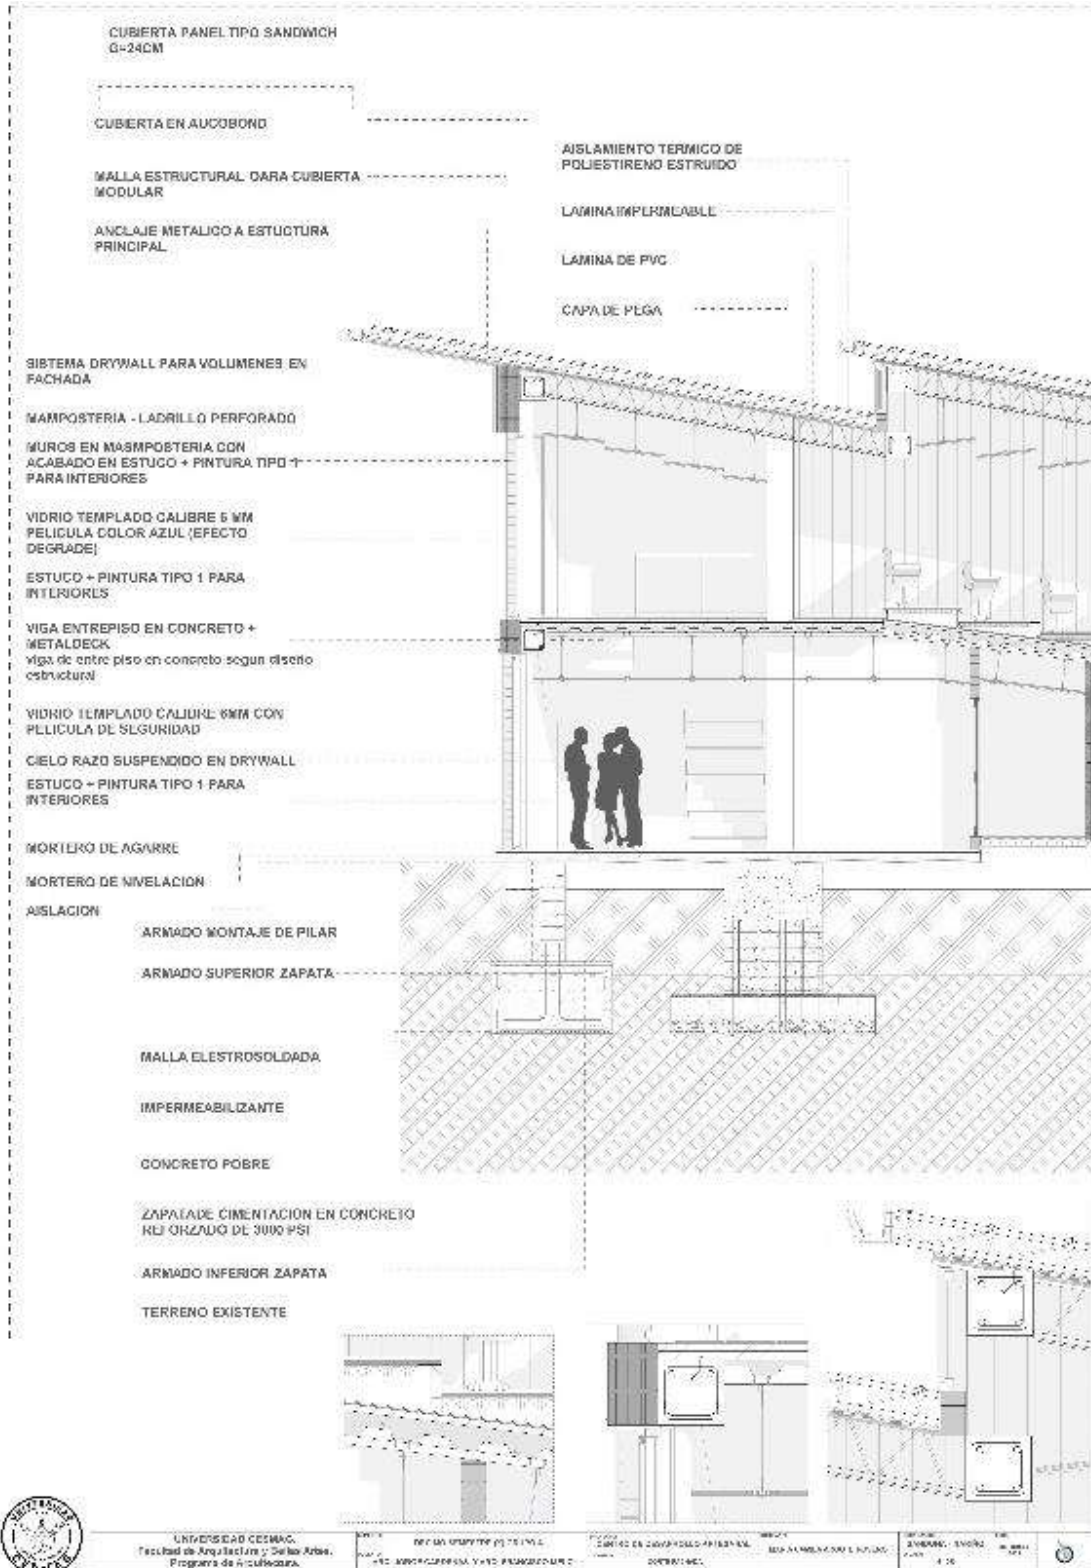 CUBIERTA PANEL TIPO SANDWICH
G=24CM
CUBIERTA EN AUCOBOND
MALLA ESTRUCTURAL OARA CUBIERTA
MODULAR
ANCLAJE METALICO A ESTUCTURA
PRINCIPAL
AISLAMIENTO TERMICO DE
POLIESTIRENO ESTRUIDO
LAMINA IMPERMEABLE
LAMINA DE PVC
CAPA DE PEGA
SISTEMA DRYWALL PARA VOLUMENES EN
FACHADA
MAMPOSTERIA - LADRILLO PERFORADO
MUROS EN MASMPOSTERIA CON
ACABADO EN ESTUCO + PINTURA TIPO 1
PARA INTERIORES
VIDRIO TEMPLADO CALIBRE 6 MM
PELICULA COLOR AZUL (EFECTO
DEGRADE)
ESTUCO + PINTURA TIPO 1 PARA
INTERIORES
VIGA ENTREPISO EN CONCRETO +
METALDECK
viga de entre piso en concreto segun diseño
estructural
VIDRIO TEMPLADO CALIBRE 6MM CON
PELICULA DE SEGURIDAD
CIELO RAZO SUSPENDIDO EN DRYWALL
ESTUCO + PINTURA TIPO 1 PARA
INTERIORES
MORTERO DE AGARRE
MORTERO DE NIVELACION
AISLACION
ARMADO MONTAJE DE PILAR
ARMADO SUPERIOR ZAPATA
MALLA ELESTROSOLDADA
IMPERMEABILIZANTE
CONCRETO POBRE
ZAPATA DE CIMENTACION EN CONCRETO
REFORZADO DE 3000 PSI
ARMADO INFERIOR ZAPATA
TERRENO EXISTENTE
UNIVERSIDAD CESMAG.
Facultad de Arquitectura y Bellas Artes.
Programa de Arquitectura.
CENTRO DE DESARROLLO ARTESANAL